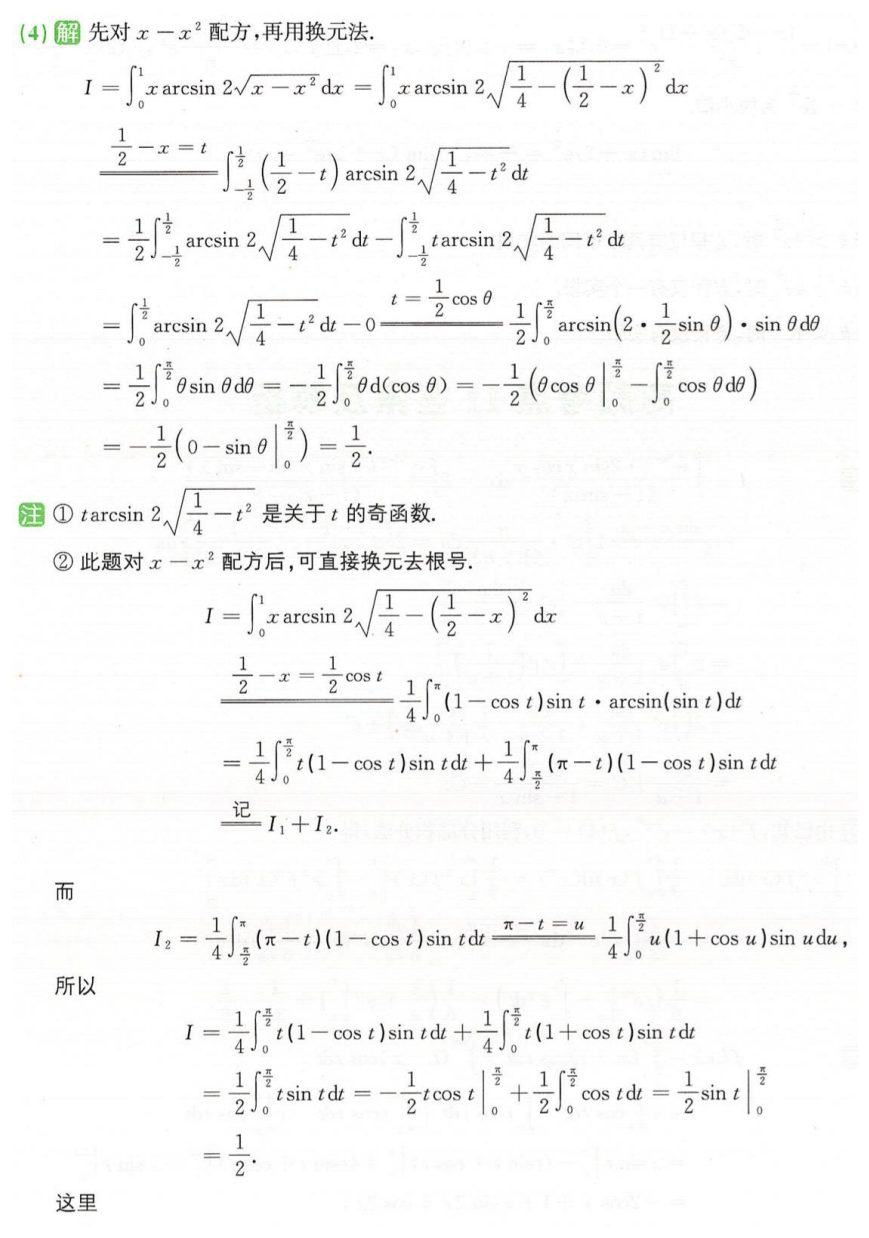 (4) 解 先对 x − x² 配方,再用换元法.
I = ∫₀¹ x arcsin 2√(x − x²) dx = ∫₀¹ x arcsin 2√(1/4 − (1/2 − x)²) dx
=(1/2 − x = t)= ∫_{−1/2}^{1/2} (1/2 − t) arcsin 2√(1/4 − t²) dt
= 1/2 ∫_{−1/2}^{1/2} arcsin 2√(1/4 − t²) dt − ∫_{−1/2}^{1/2} t arcsin 2√(1/4 − t²) dt
= ∫₀^{1/2} arcsin 2√(1/4 − t²) dt − 0 =(t = 1/2 cos θ)= 1/2 ∫₀^{π/2} arcsin(2 · 1/2 sin θ) · sin θ dθ
= 1/2 ∫₀^{π/2} θ sin θ dθ = − 1/2 ∫₀^{π/2} θ d(cos θ) = − 1/2 (θ cos θ |₀^{π/2} − ∫₀^{π/2} cos θ dθ)
= − 1/2 (0 − sin θ |₀^{π/2}) = 1/2.
注 ① t arcsin 2√(1/4 − t²) 是关于 t 的奇函数.
② 此题对 x − x² 配方后,可直接换元去根号.
I = ∫₀¹ x arcsin 2√(1/4 − (1/2 − x)²) dx
=(1/2 − x = 1/2 cos t)= 1/4 ∫₀^π (1 − cos t) sin t · arcsin(sin t) dt
= 1/4 ∫₀^{π/2} t(1 − cos t) sin t dt + 1/4 ∫_{π/2}^π (π − t)(1 − cos t) sin t dt
=(记)= I₁ + I₂.
而
I₂ = 1/4 ∫_{π/2}^π (π − t)(1 − cos t) sin t dt =(π − t = u)= 1/4 ∫₀^{π/2} u(1 + cos u) sin u du,
所以
I = 1/4 ∫₀^{π/2} t(1 − cos t) sin t dt + 1/4 ∫₀^{π/2} t(1 + cos t) sin t dt
= 1/2 ∫₀^{π/2} t sin t dt = − 1/2 t cos t |₀^{π/2} + 1/2 ∫₀^{π/2} cos t dt = 1/2 sin t |₀^{π/2}
= 1/2.
这里